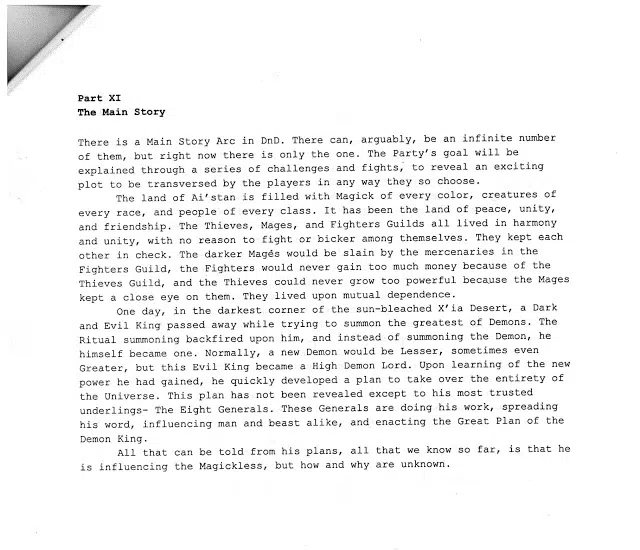 Part XI
The Main Story
There is a Main Story Arc in DnD. There can, arguably, be an infinite number
of them, but right now there is only the one. The Party's goal will be
explained through a series of challenges and fights, to reveal an exciting
plot to be transversed by the players in any way they so choose.
The land of Ai'stan is filled with Magick of every color, creatures of
every race, and people of every class. It has been the land of peace, unity,
and friendship. The Thieves, Mages, and Fighters Guilds all lived in harmony
and unity, with no reason to fight or bicker among themselves. They kept each
other in check. The darker Mages would be slain by the mercenaries in the
Fighters Guild, the Fighters would never gain too much money because of the
Thieves Guild, and the Thieves could never grow too powerful because the Mages
kept a close eye on them. They lived upon mutual dependence.
One day, in the darkest corner of the sun-bleached X'ia Desert, a Dark
and Evil King passed away while trying to summon the greatest of Demons. The
Ritual summoning backfired upon him, and instead of summoning the Demon, he
himself became one. Normally, a new Demon would be Lesser, sometimes even
Greater, but this Evil King became a High Demon Lord. Upon learning of the new
power he had gained, he quickly developed a plan to take over the entirety of
the Universe. This plan has not been revealed except to his most trusted
underlings- The Eight Generals. These Generals are doing his work, spreading
his word, influencing man and beast alike, and enacting the Great Plan of the
Demon King.
All that can be told from his plans, all that we know so far, is that he
is influencing the Magickless, but how and why are unknown.